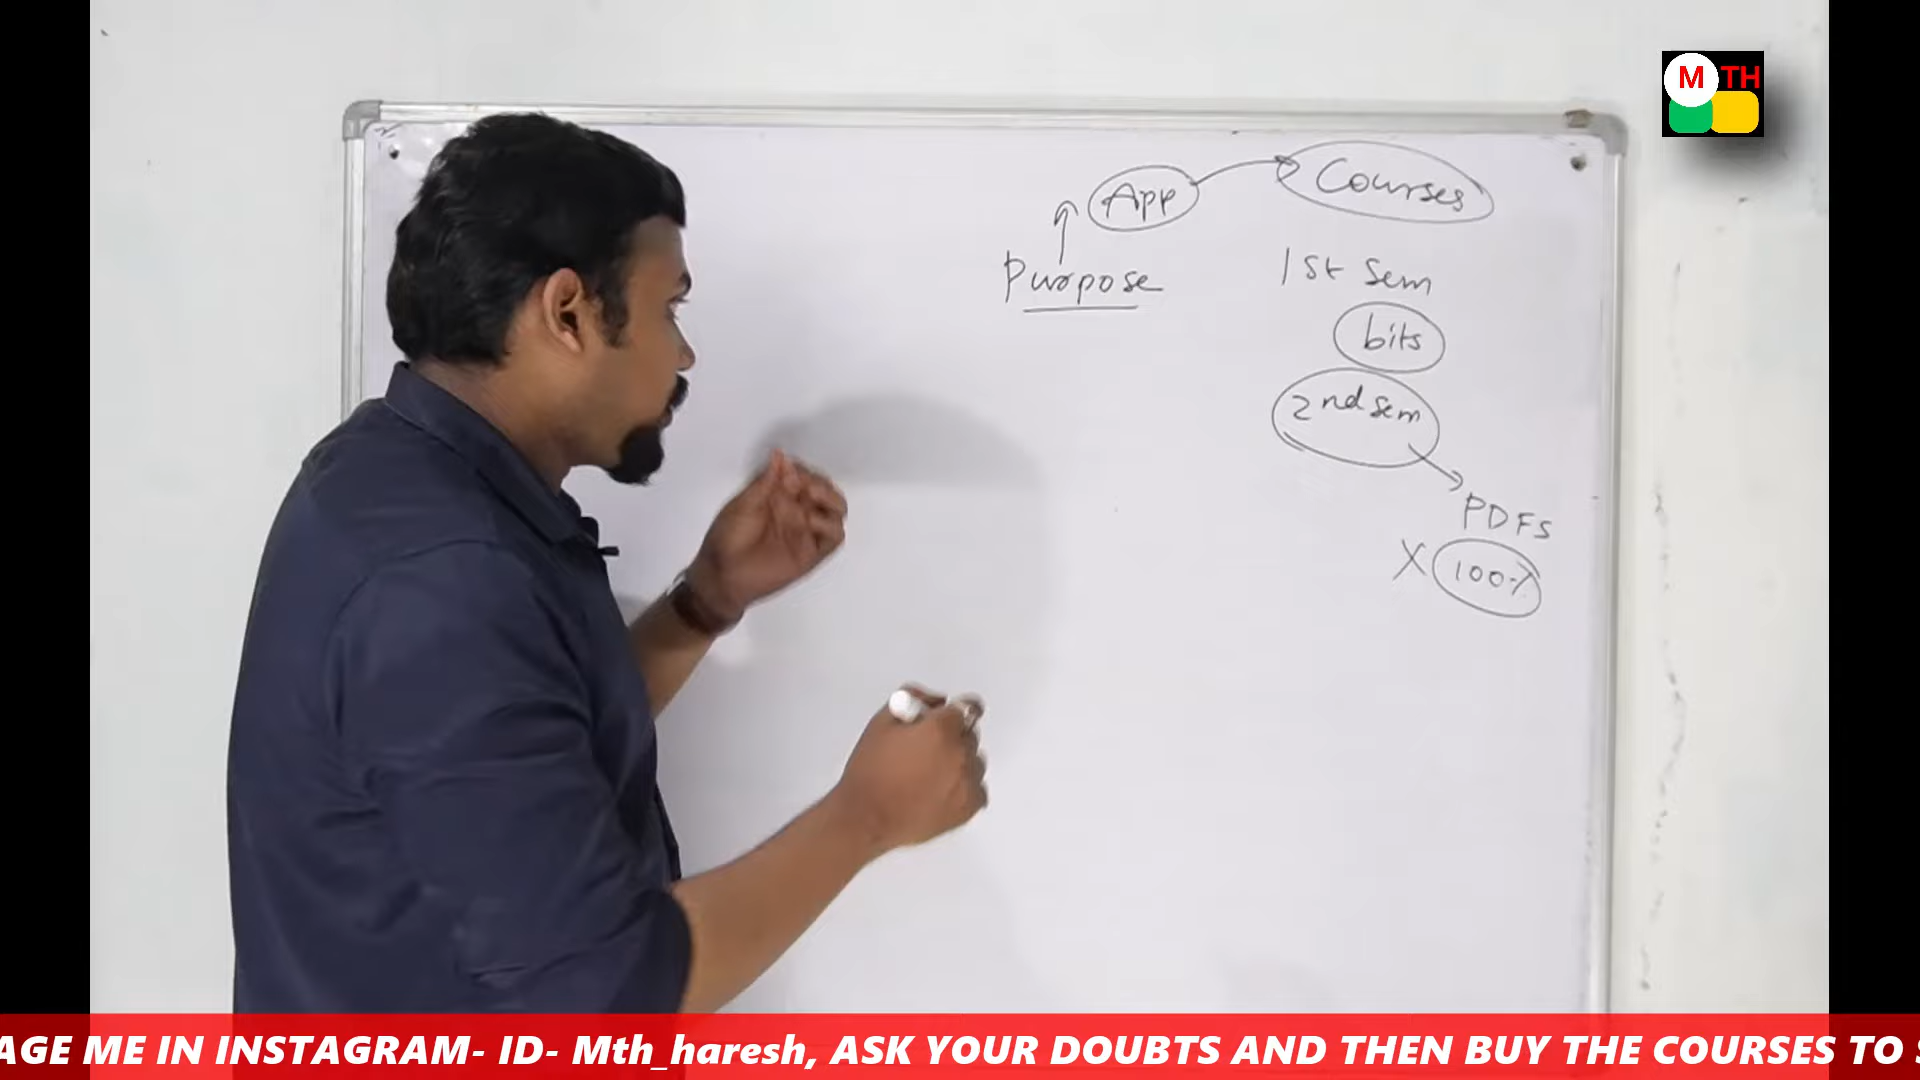 M TH
App Courses
Purpose
1st sem
bits
2nd sem
PDFs
X 100%
AGE ME IN INSTAGRAM- ID- Mth_haresh, ASK YOUR DOUBTS AND THEN BUY THE COURSES TO